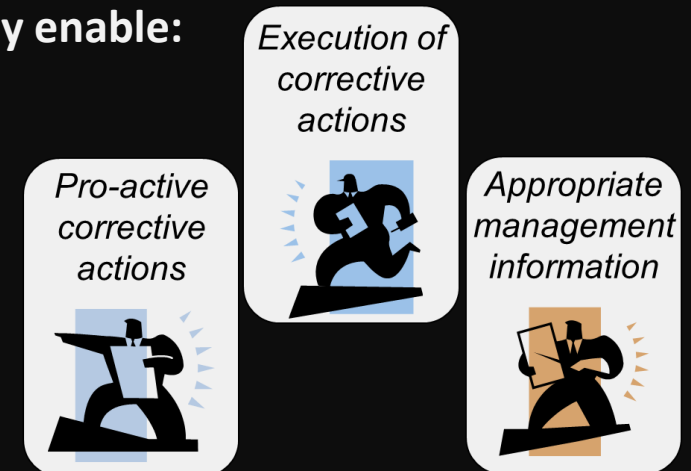 y enable:
Execution of
corrective
actions
Pro-active
corrective
actions
Appropriate
management
information